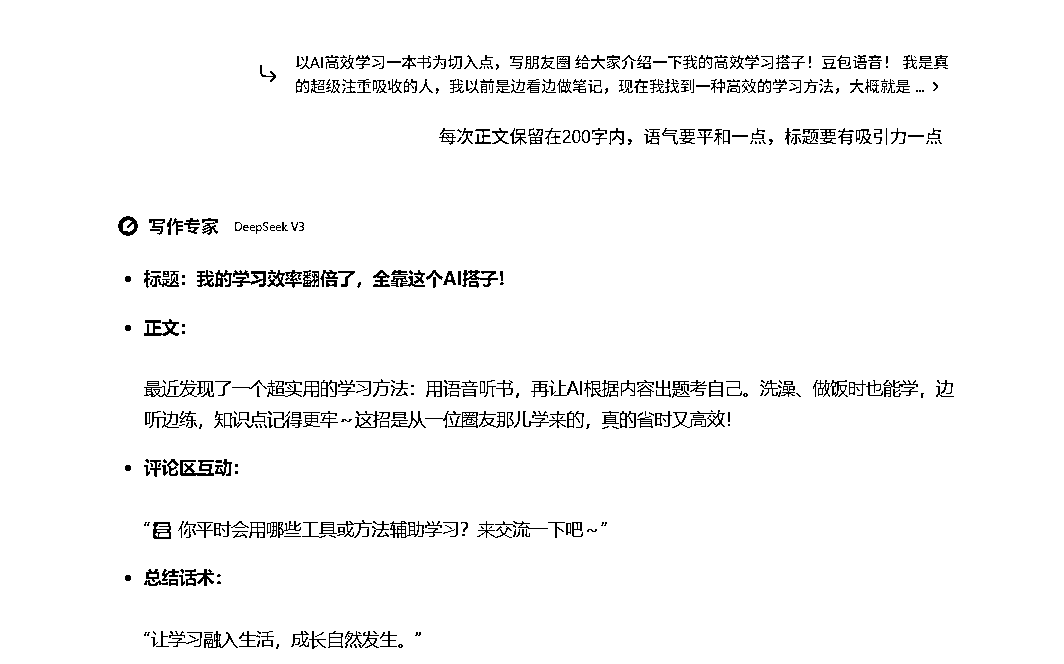 以AI高效学习一本书为切入点，写朋友圈 给大家介绍一下我的高效学习搭子！豆包语音！ 我是真
的超级注重吸收的人，我以前是边看边做笔记，现在我找到一种高效的学习方法，大概就是 ...
每次正文保留在200字内，语气要平和一点，标题要有吸引力一点
写作专家 DeepSeek V3
• 标题：我的学习效率翻倍了，全靠这个AI搭子！
• 正文：
最近发现了一个超实用的学习方法：用语音听书，再让AI根据内容出题考自己。洗澡、做饭时也能学，边
听边练，知识点记得更牢～这招是从一位圈友那儿学来的，真的省时又高效！
• 评论区互动：
“ 你平时会用哪些工具或方法辅助学习？来交流一下吧～”
• 总结话术：
“让学习融入生活，成长自然发生。”